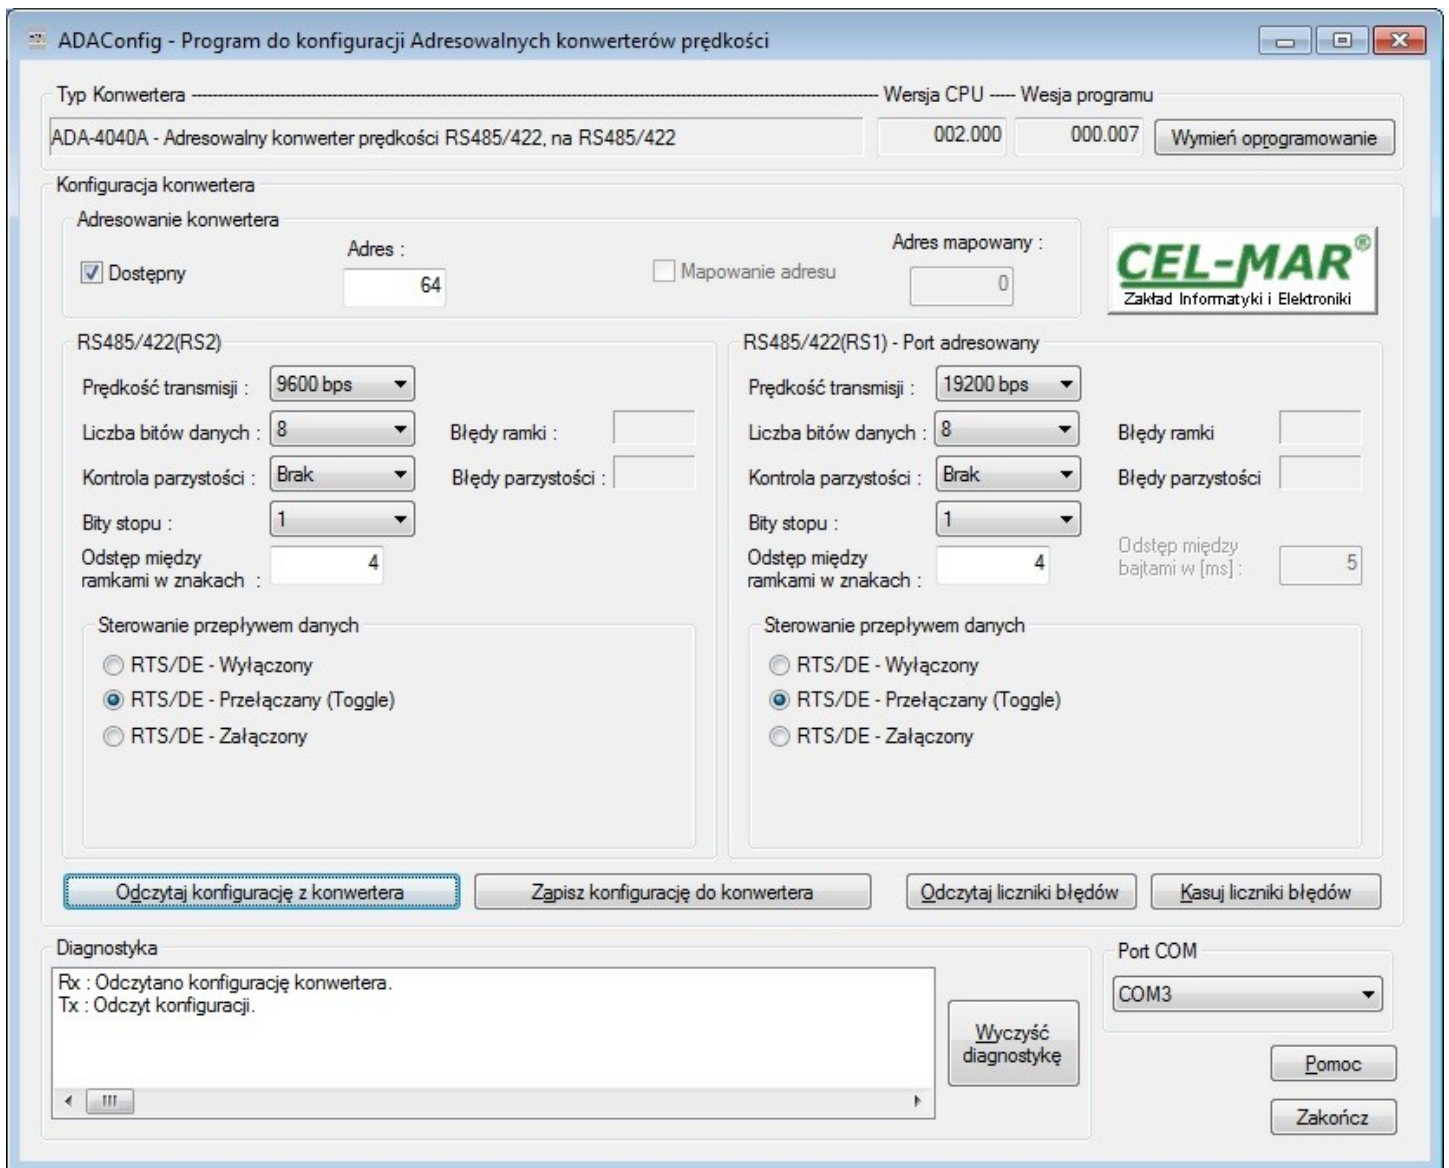 ADAConfig - Program do konfiguracji Adresowalnych konwerterów prędkości
Typ Konwertera Wersja CPU Wesja programu
ADA-4040A - Adresowalny konwerter prędkości RS485/422, na RS485/422 002.000 000.007 Wymień oprogramowanie
Konfiguracja konwertera
Adresowanie konwertera
Dostępny Adres : 64 Mapowanie adresu Adres mapowany : 0
CEL-MAR®
Zakład Informatyki i Elektroniki
RS485/422(RS2)
Prędkość transmisji : 9600 bps
Liczba bitów danych : 8 Błędy ramki :
Kontrola parzystości : Brak Błędy parzystości :
Bity stopu : 1
Odstęp między
ramkami w znakach : 4
Sterowanie przepływem danych
RTS/DE - Wyłączony
RTS/DE - Przełączany (Toggle)
RTS/DE - Załączony
RS485/422(RS1) - Port adresowany
Prędkość transmisji : 19200 bps
Liczba bitów danych : 8 Błędy ramki
Kontrola parzystości : Brak Błędy parzystości
Bity stopu : 1
Odstęp między
ramkami w znakach : 4
Odstęp między
bajtami w [ms] : 5
Sterowanie przepływem danych
RTS/DE - Wyłączony
RTS/DE - Przełączany (Toggle)
RTS/DE - Załączony
Odczytaj konfigurację z konwertera Zapisz konfigurację do konwertera Odczytaj liczniki błędów Kasuj liczniki błędów
Diagnostyka
Rx : Odczytano konfigurację konwertera.
Tx : Odczyt konfiguracji.
Wyczyść
diagnostykę
Port COM
COM3
Pomoc
Zakończ